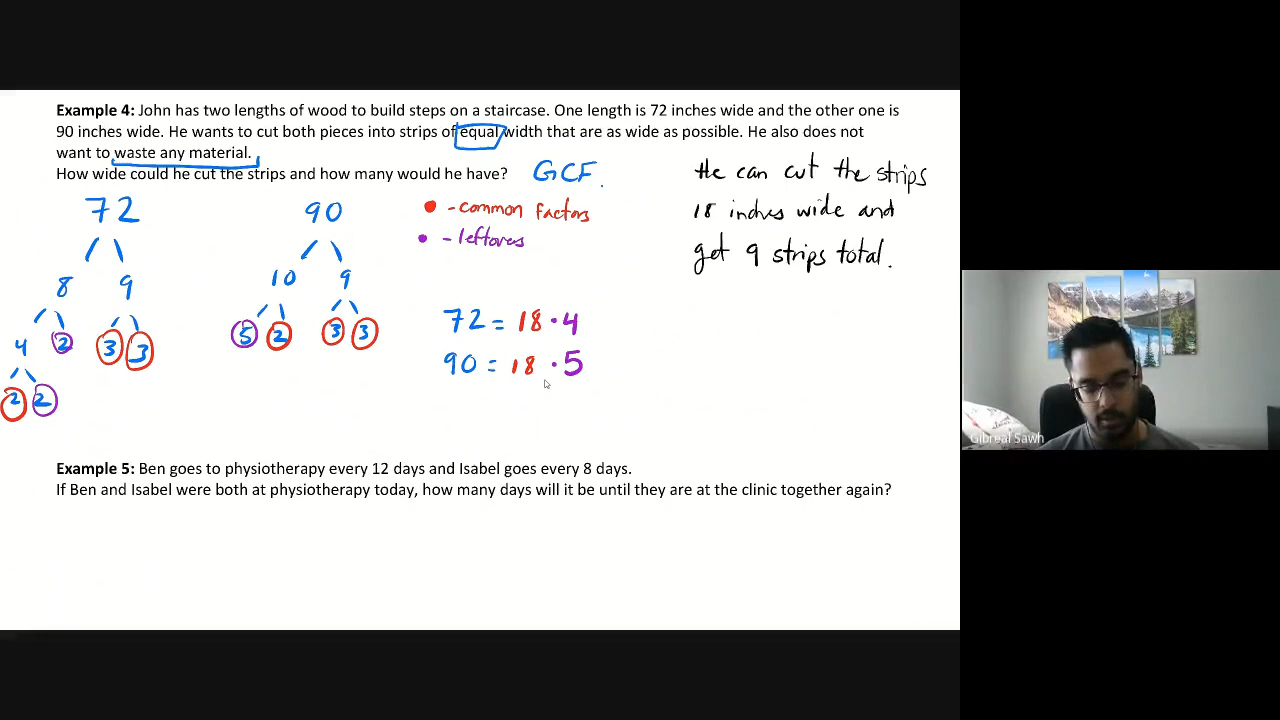 Example 4: John has two lengths of wood to build steps on a staircase. One length is 72 inches wide and the other one is
90 inches wide. He wants to cut both pieces into strips of equal width that are as wide as possible. He also does not
want to waste any material.
How wide could he cut the strips and how many would he have? GCF
He can cut the strips
18 inches wide and
get 9 strips total.
72
8 9
4 2 3 3
2 2
90
10 9
5 2 3 3
- common factors
- leftovers
72 = 18 · 4
90 = 18 · 5
Example 5: Ben goes to physiotherapy every 12 days and Isabel goes every 8 days.
If Ben and Isabel were both at physiotherapy today, how many days will it be until they are at the clinic together again?
Gibreal Sawh